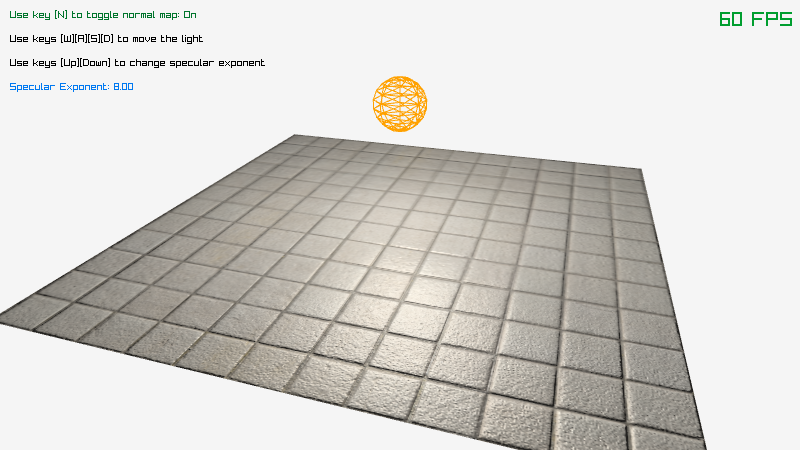 Use key [N] to toggle normal map: On
60 FPS
Use keys [W][A][S][D] to move the light
Use keys [Up][Down] to change specular exponent
Specular Exponent: 8.00